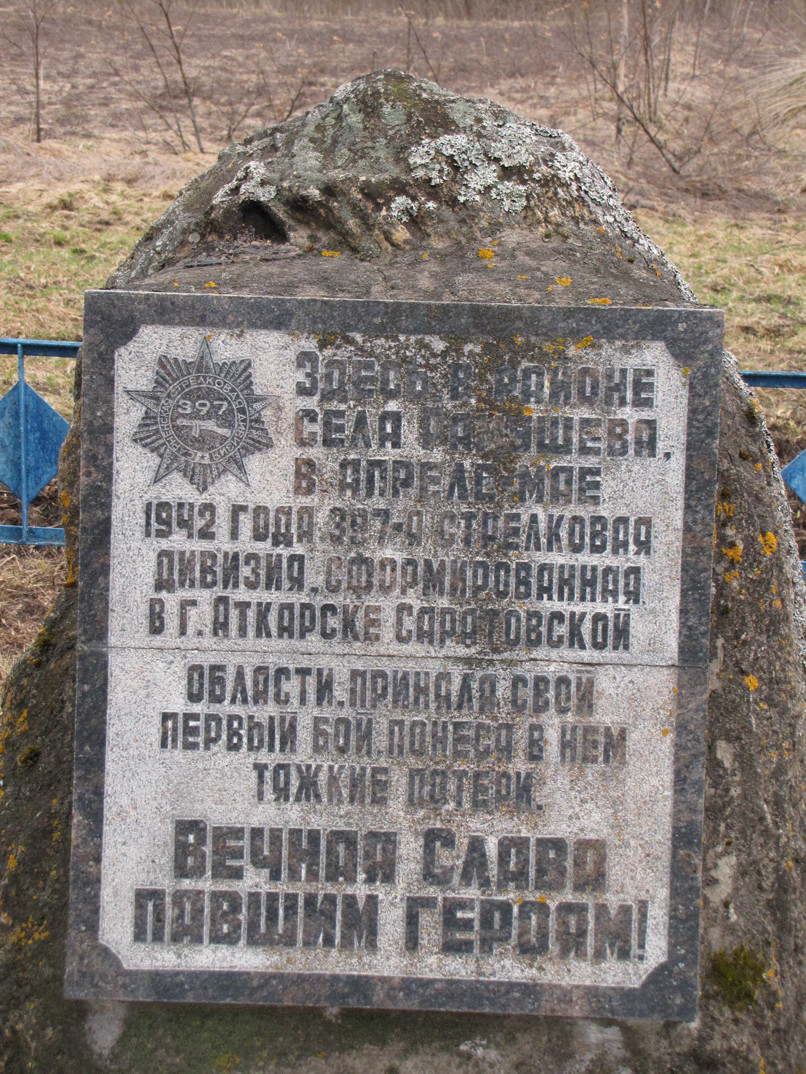 397
Здесь в районе
села Рамушева,
в апреле-мае
1942 года 397-я стрелковая
дивизия, сформированная
в г. Аткарске Саратовской
области, приняла свой
первый бой понеся в нем
тяжкие потери.
Вечная Слава
павшим героям!